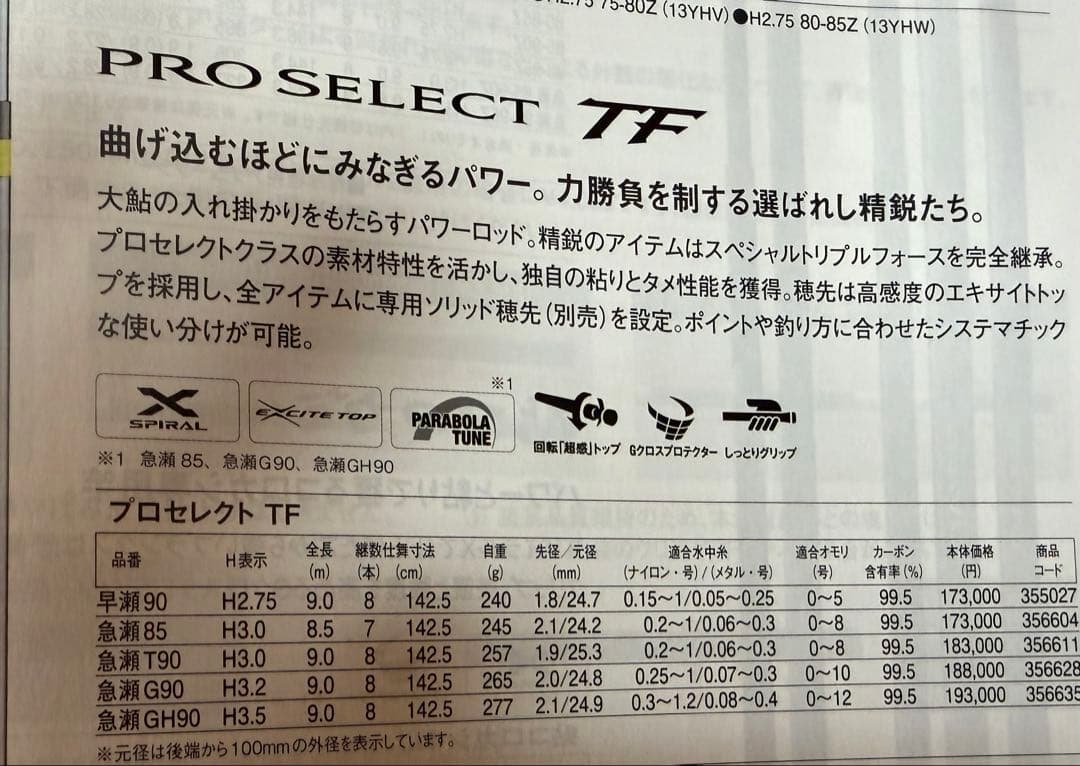 H2.75 75-80Z (13YHV) ●H2.75 80-85Z (13YHW)
PRO SELECT TF
曲げ込むほどにみなぎるパワー。力勝負を制する選ばれし精鋭たち。
大鮎の入れ掛かりをもたらすパワーロッド。精鋭のアイテムはスペシャルトリプルフォースを完全継承。
プロセレクトクラスの素材特性を活かし、独自の粘りとタメ性能を獲得。穂先は高感度のエキサイトトッ
プを採用し、全アイテムに専用ソリッド穂先(別売)を設定。ポイントや釣り方に合わせたシステマチック
な使い分けが可能。
※1
X SPIRAL EXCITE TOP PARABOLA TUNE 回転「超感」トップ Gクロスプロテクター しっとりグリップ
※1 急瀬85、急瀬G90、急瀬GH90
プロセレクト TF
品番 H表示 全長(m) 継数(本) 仕舞寸法(cm) 自重(g) 先径/元径(mm) 適合水中糸(ナイロン・号)/(メタル・号) 適合オモリ(号) カーボン含有率(%) 本体価格(円) 商品コード
早瀬90 H2.75 9.0 8 142.5 240 1.8/24.7 0.15〜1/0.05〜0.25 0〜5 99.5 173,000 355027
急瀬85 H3.0 8.5 7 142.5 245 2.1/24.2 0.2〜1/0.06〜0.3 0〜8 99.5 173,000 356604
急瀬T90 H3.0 9.0 8 142.5 257 1.9/25.3 0.2〜1/0.06〜0.3 0〜8 99.5 183,000 356611
急瀬G90 H3.2 9.0 8 142.5 265 2.0/24.8 0.25〜1/0.07〜0.3 0〜10 99.5 188,000 356628
急瀬GH90 H3.5 9.0 8 142.5 277 2.1/24.9 0.3〜1.2/0.08〜0.4 0〜12 99.5 193,000 356635
※元径は後端から100mmの外径を表示しています。